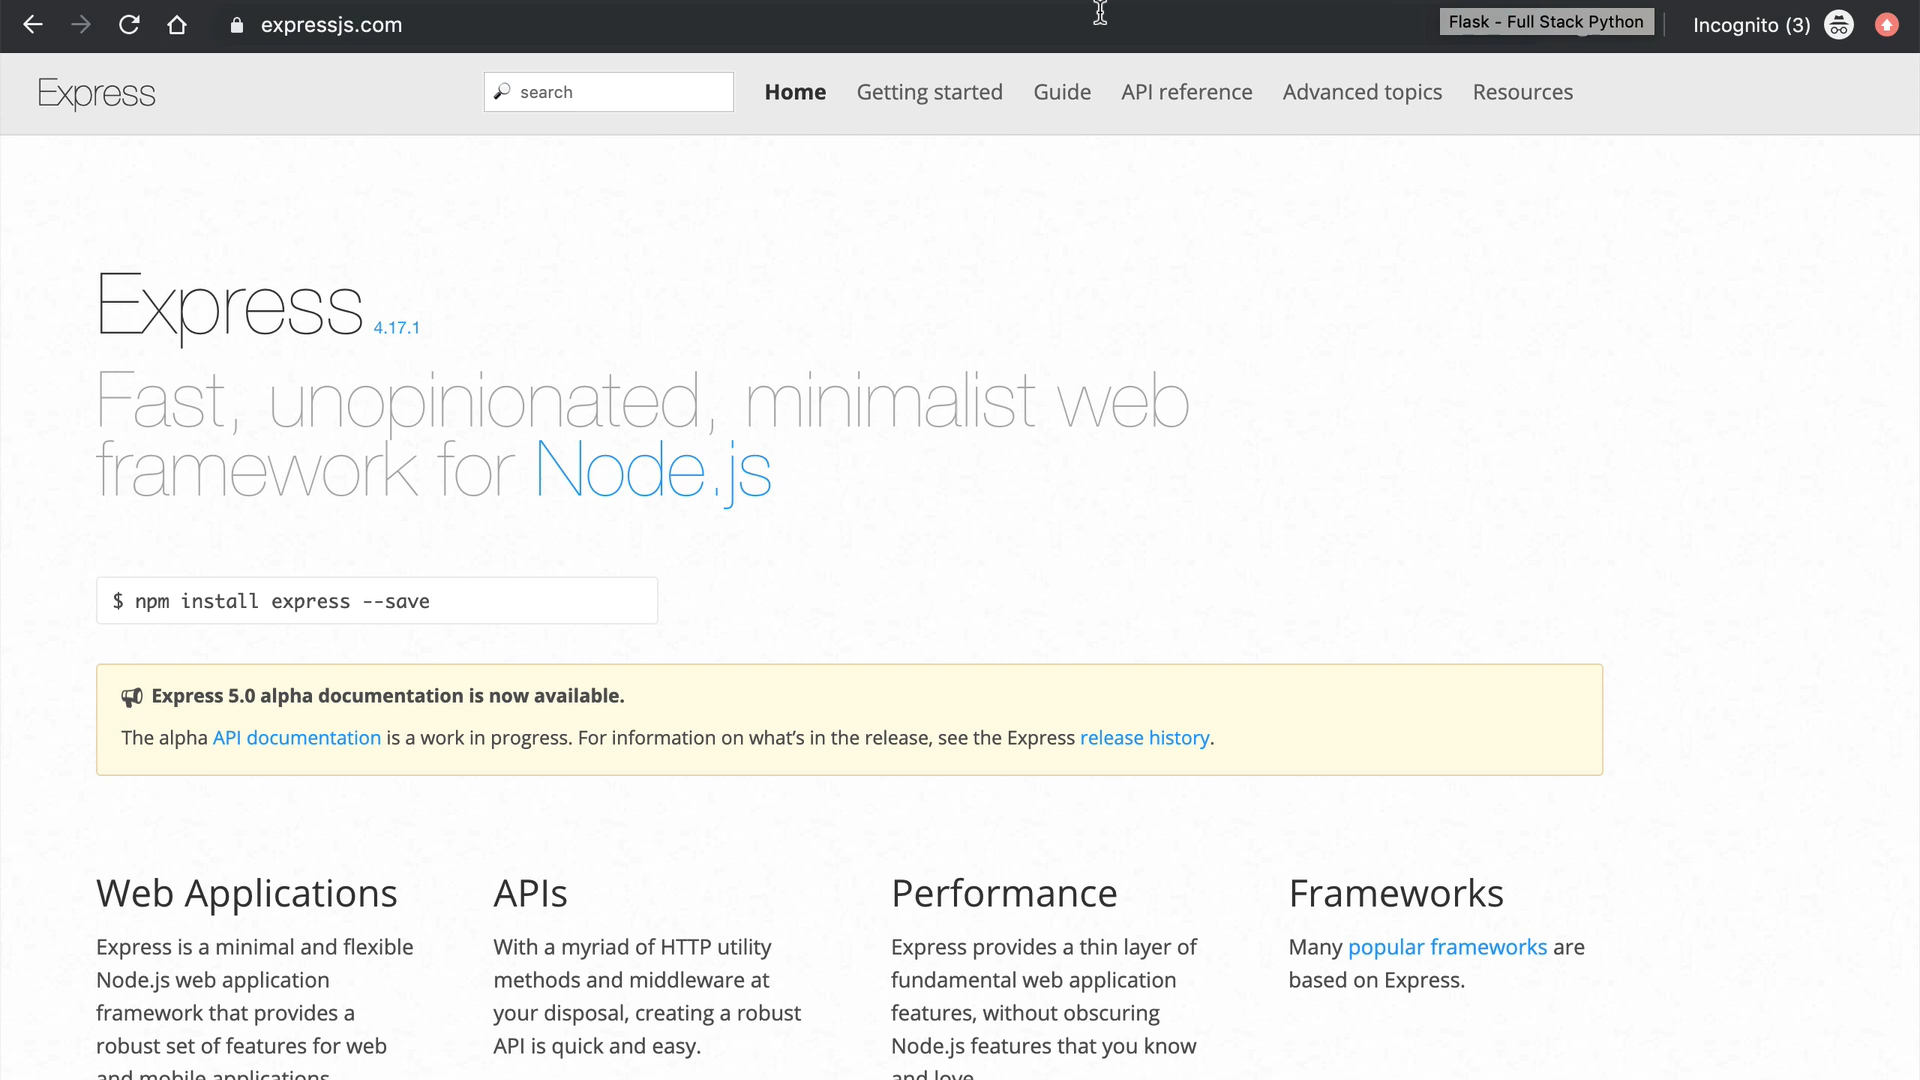 expressjs.com
Flask - Full Stack Python
Incognito (3)
Express
search
Home
Getting started
Guide
API reference
Advanced topics
Resources
Express 4.17.1
Fast, unopinionated, minimalist web
framework for Node.js
$ npm install express --save
Express 5.0 alpha documentation is now available.
The alpha API documentation is a work in progress. For information on what's in the release, see the Express release history.
Web Applications
Express is a minimal and flexible
Node.js web application
framework that provides a
robust set of features for web
and mobile applications.
APIs
With a myriad of HTTP utility
methods and middleware at
your disposal, creating a robust
API is quick and easy.
Performance
Express provides a thin layer of
fundamental web application
features, without obscuring
Node.js features that you know
and love.
Frameworks
Many popular frameworks are
based on Express.